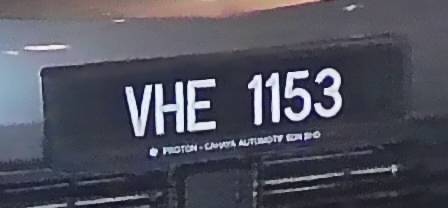 VHE 1153
PROTON - CAHAYA AUTOMOTIF SDN BHD